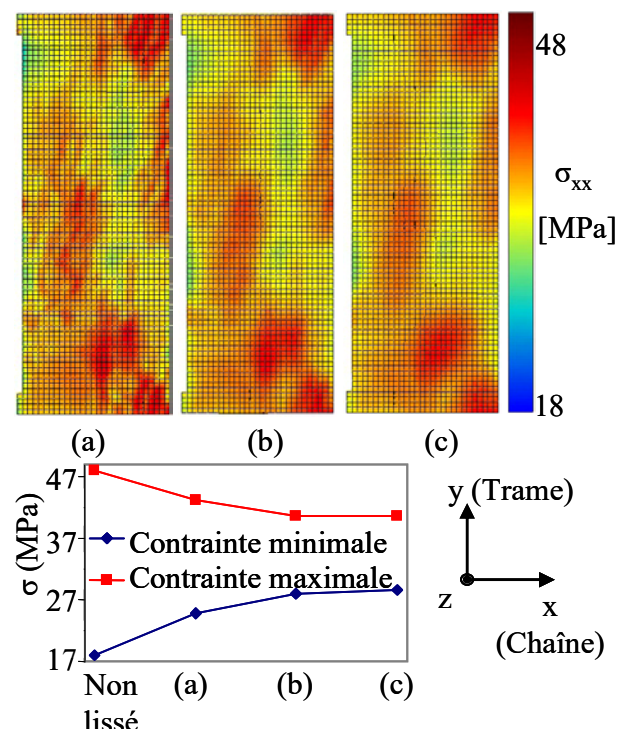 48
σxx
[MPa]
18
(a) (b) (c)
σ (MPa)
47
37
27
17
Contrainte minimale
Contrainte maximale
Non lissé
(a) (b) (c)
y (Trame)
z
x
(Chaîne)